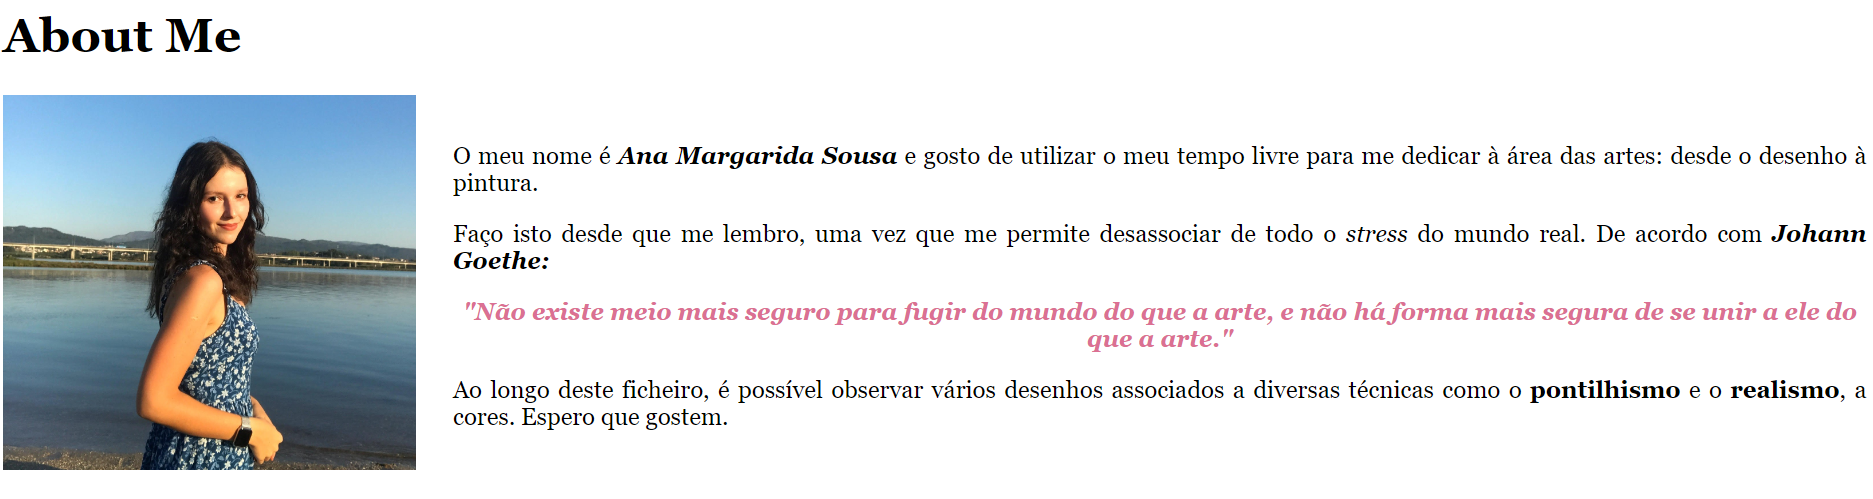 About Me
O meu nome é Ana Margarida Sousa e gosto de utilizar o meu tempo livre para me dedicar à área das artes: desde o desenho à
pintura.
Faço isto desde que me lembro, uma vez que me permite desassociar de todo o stress do mundo real. De acordo com Johann
Goethe:
"Não existe meio mais seguro para fugir do mundo do que a arte, e não há forma mais segura de se unir a ele do
que a arte."
Ao longo deste ficheiro, é possível observar vários desenhos associados a diversas técnicas como o pontilhismo e o realismo, a
cores. Espero que gostem.